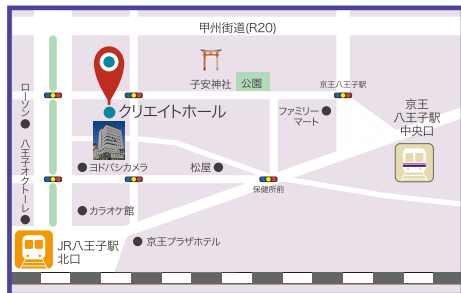 甲州街道(R20)
子安神社
公園
京王八王子駅
ローソン
クリエイトホール
ファミリー
マート
京王
八王子駅
中央口
八王子オクトーレ
ヨドバシカメラ
松屋
保健所前
カラオケ館
JR八王子駅
北口
京王プラザホテル